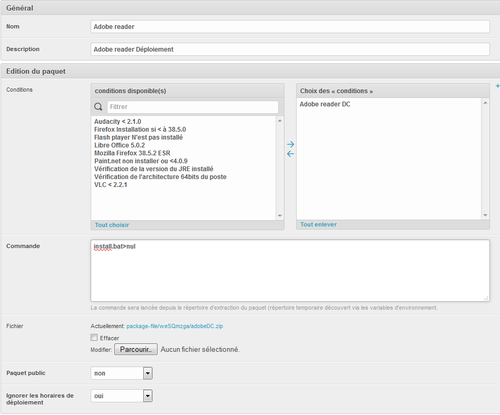 Général
Nom
Adobe reader
Description
Adobe reader Déploiement
Edition du paquet
Conditions
conditions disponible(s)
Filtrer
Audacity < 2.1.0
Firefox Installation si < à 38.5.0
Flash player N'est pas installé
Libre Office 5.0.2
Mozilla Firefox 38.5.2 ESR
Paint.net non installer ou <4.0.9
Vérification de la version du JRE installé
Vérification de l'architecture 64bits du poste
VLC < 2.2.1
Tout choisir
Choix des « conditions »
Adobe reader DC
Tout enlever
Commande
install.bat>nul
La commande sera lancée depuis le répertoire d'extraction du paquet (répertoire temporaire découvert via les variables d'environnement.
Fichier
Actuellement: package-file/weSQmzga/adobeDC.zip
Effacer
Modifier: Parcourir.. Aucun fichier sélectionné.
Paquet public
non
Ignorer les horaires de déploiement
oui